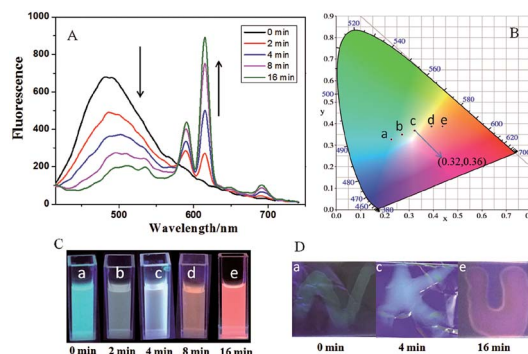 A
Fluorescence
1000
800
600
400
200
0
400
500
600
700
Wavelength/nm
0 min
2 min
4 min
8 min
16 min
B
y
0.9
0.8
0.7
0.6
0.5
0.4
0.3
0.2
0.1
0.0
0.0 0.1 0.2 0.3 0.4 0.5 0.6 0.7
x
520
540
560
580
600
700
500
490
480
470
460
380
a
b
c
d
e
(0.32,0.36)
C
a b c d e
0 min 2 min 4 min 8 min 16 min
D
a c e
0 min 4 min 16 min